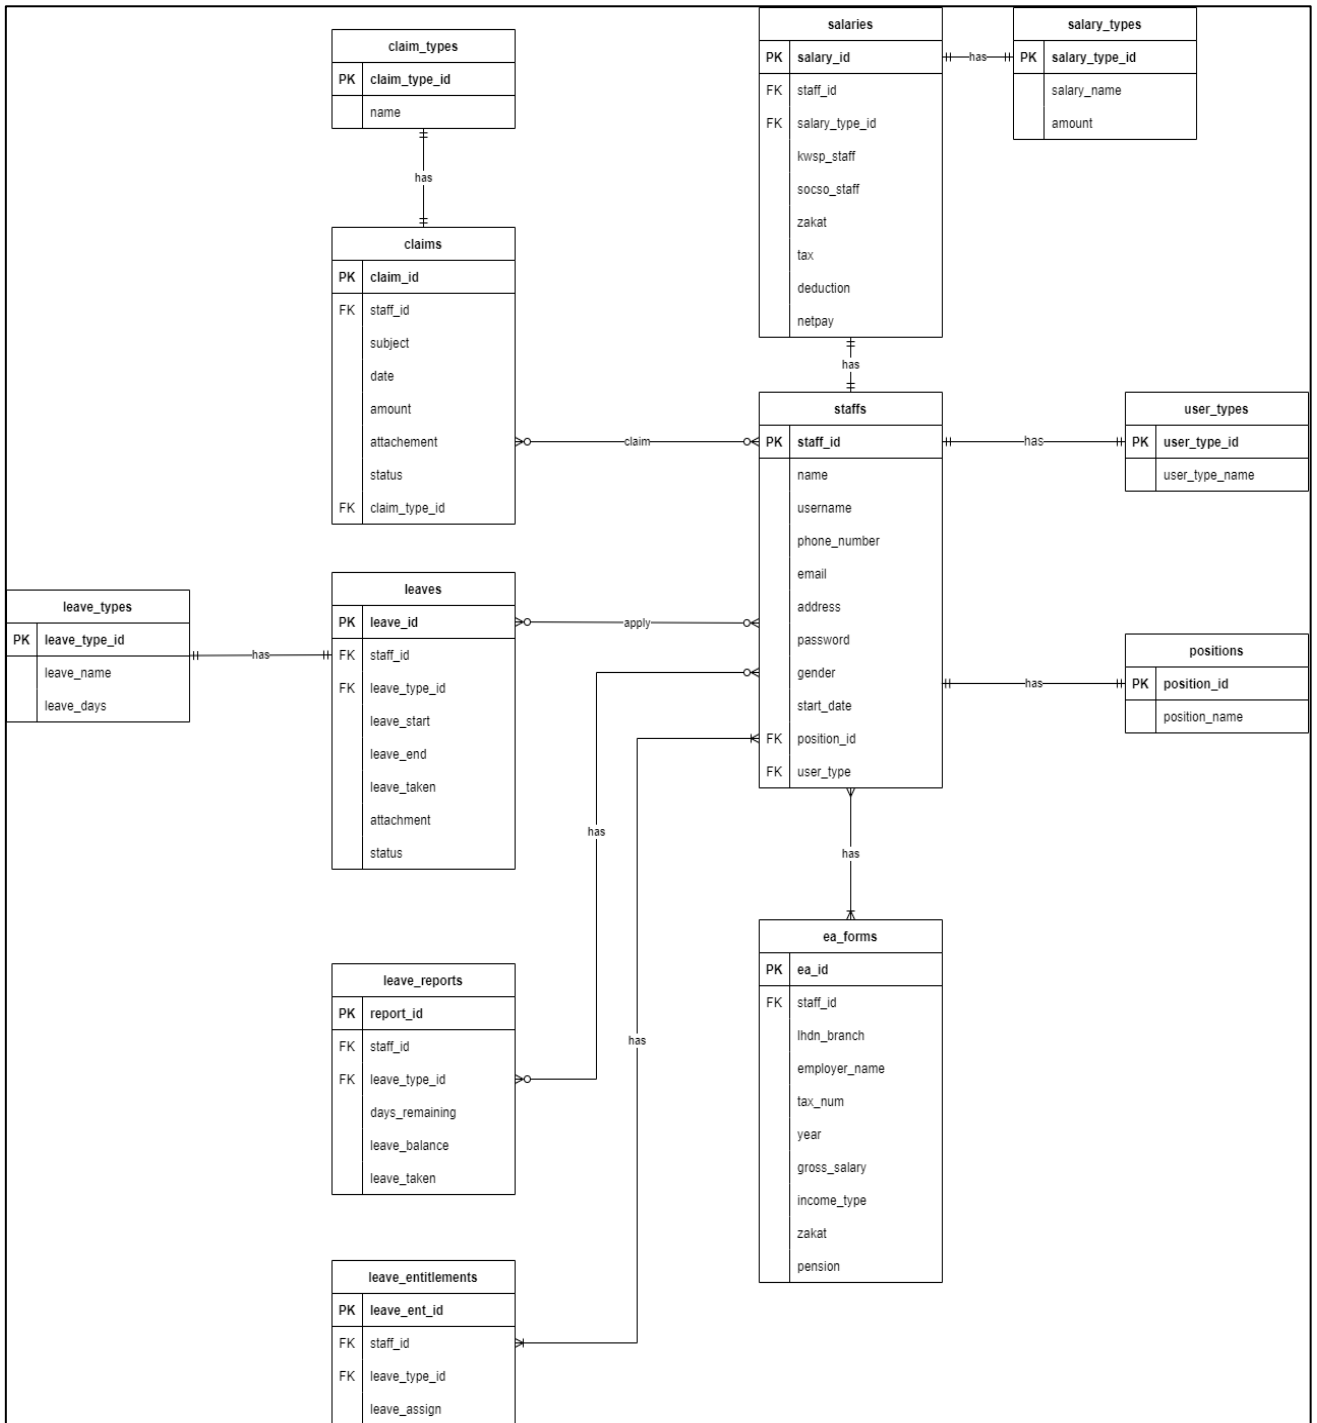 claim_types
PK claim_type_id
name
has
claims
PK claim_id
FK staff_id
subject
date
amount
attachement
status
FK claim_type_id
salaries
PK salary_id
FK staff_id
FK salary_type_id
kwsp_staff
socso_staff
zakat
tax
deduction
netpay
has
salary_types
PK salary_type_id
salary_name
amount
has
claim
staffs
PK staff_id
name
username
phone_number
email
address
password
gender
start_date
FK position_id
FK user_type
has
user_types
PK user_type_id
user_type_name
leave_types
PK leave_type_id
leave_name
leave_days
has
leaves
PK leave_id
FK staff_id
FK leave_type_id
leave_start
leave_end
leave_taken
attachment
status
apply
has
positions
PK position_id
position_name
has
has
has
leave_reports
PK report_id
FK staff_id
FK leave_type_id
days_remaining
leave_balance
leave_taken
ea_forms
PK ea_id
FK staff_id
lhdn_branch
employer_name
tax_num
year
gross_salary
income_type
zakat
pension
leave_entitlements
PK leave_ent_id
FK staff_id
FK leave_type_id
leave_assign